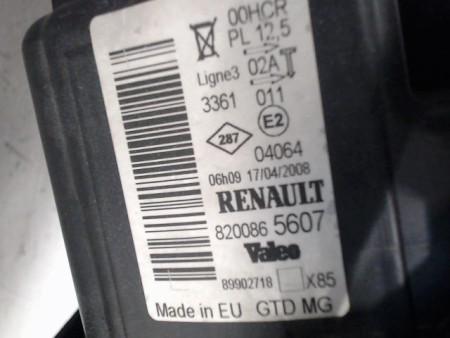 00HCR
PL 12,5
Ligne3 02A
3361 011
287 E2
04064
06h09 17/04/2008
RENAULT
820086 5607
Valeo
89902718 X85
Made in EU GTD MG